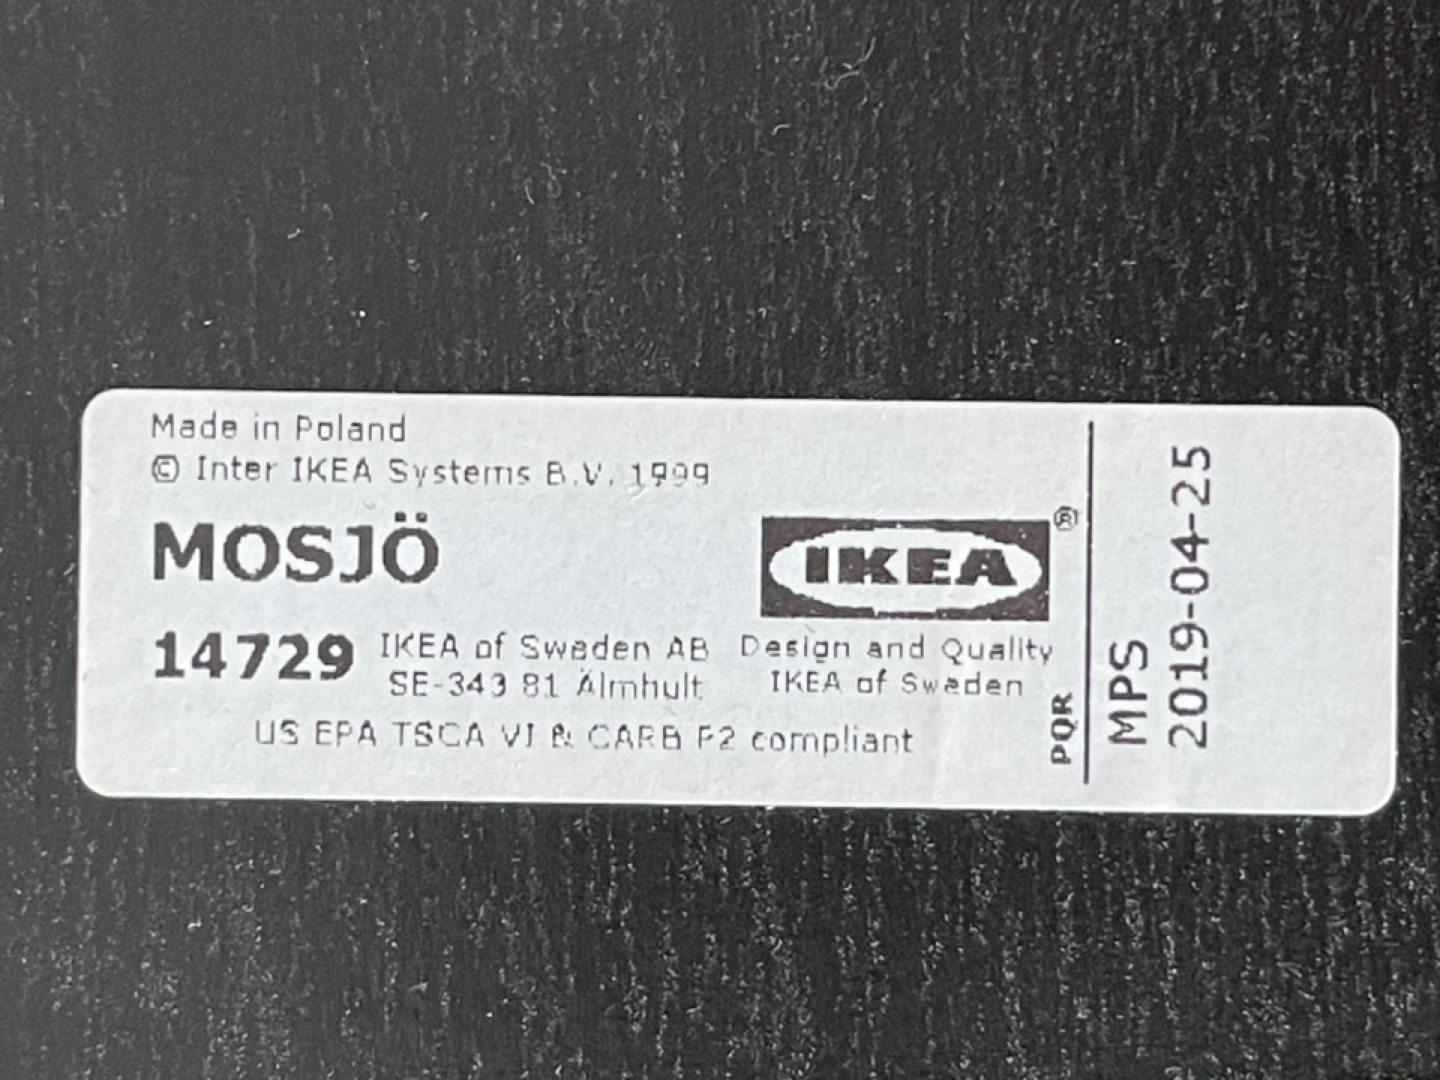 Made in Poland
© Inter IKEA Systems B.V. 1999
MOSJÖ
IKEA ®
14729
IKEA of Sweden AB
SE-343 81 Älmhult
Design and Quality
IKEA of Sweden
US EPA TSCA VI & CARB P2 compliant
PQR
MPS
2019-04-25